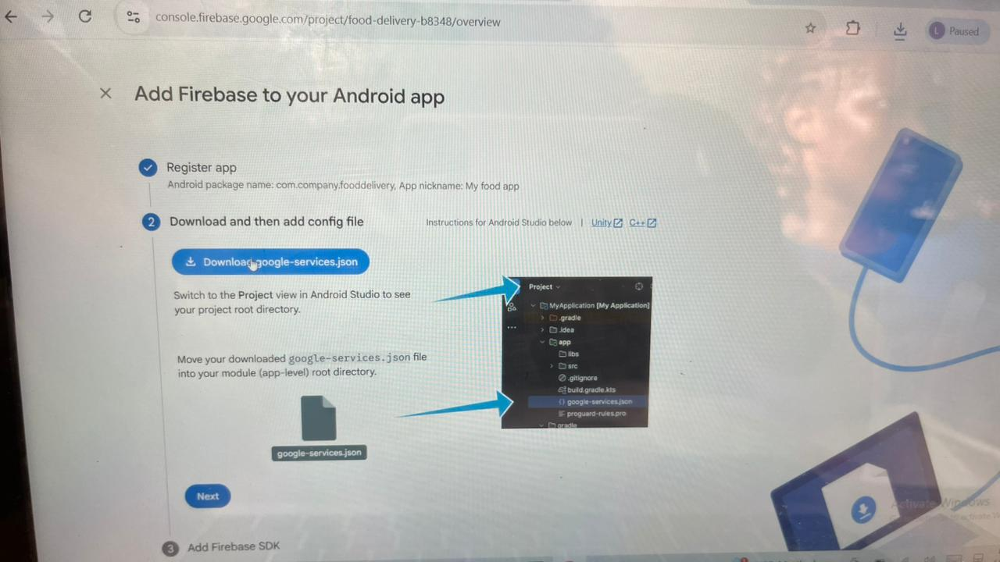 console.firebase.google.com/project/food-delivery-b8348/overview
L Paused
Add Firebase to your Android app
Register app
Android package name: com.company.fooddelivery, App nickname: My food app
2 Download and then add config file
Instructions for Android Studio below | Unity C++
Download google-services.json
Switch to the Project view in Android Studio to see
your project root directory.
Project
MyApplication [My Application]
.gradle
.idea
app
libs
src
.gitignore
build.gradle.kts
{} google-services.json
proguard-rules.pro
gradle
Move your downloaded google-services.json file
into your module (app-level) root directory.
google-services.json
Next
Activate Windows
3 Add Firebase SDK